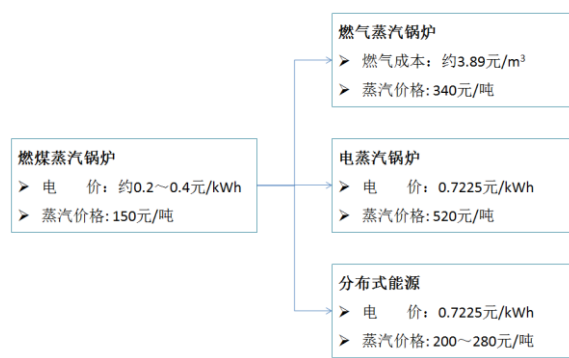 燃气蒸汽锅炉
➤ 燃气成本：约3.89元/m³
➤ 蒸汽价格: 340元/吨
燃煤蒸汽锅炉
➤ 电　　价：约0.2～0.4元/kWh
➤ 蒸汽价格: 150元/吨
电蒸汽锅炉
➤ 电　　价：0.7225元/kWh
➤ 蒸汽价格: 520元/吨
分布式能源
➤ 电　　价：0.7225元/kWh
➤ 蒸汽价格: 200～280元/吨